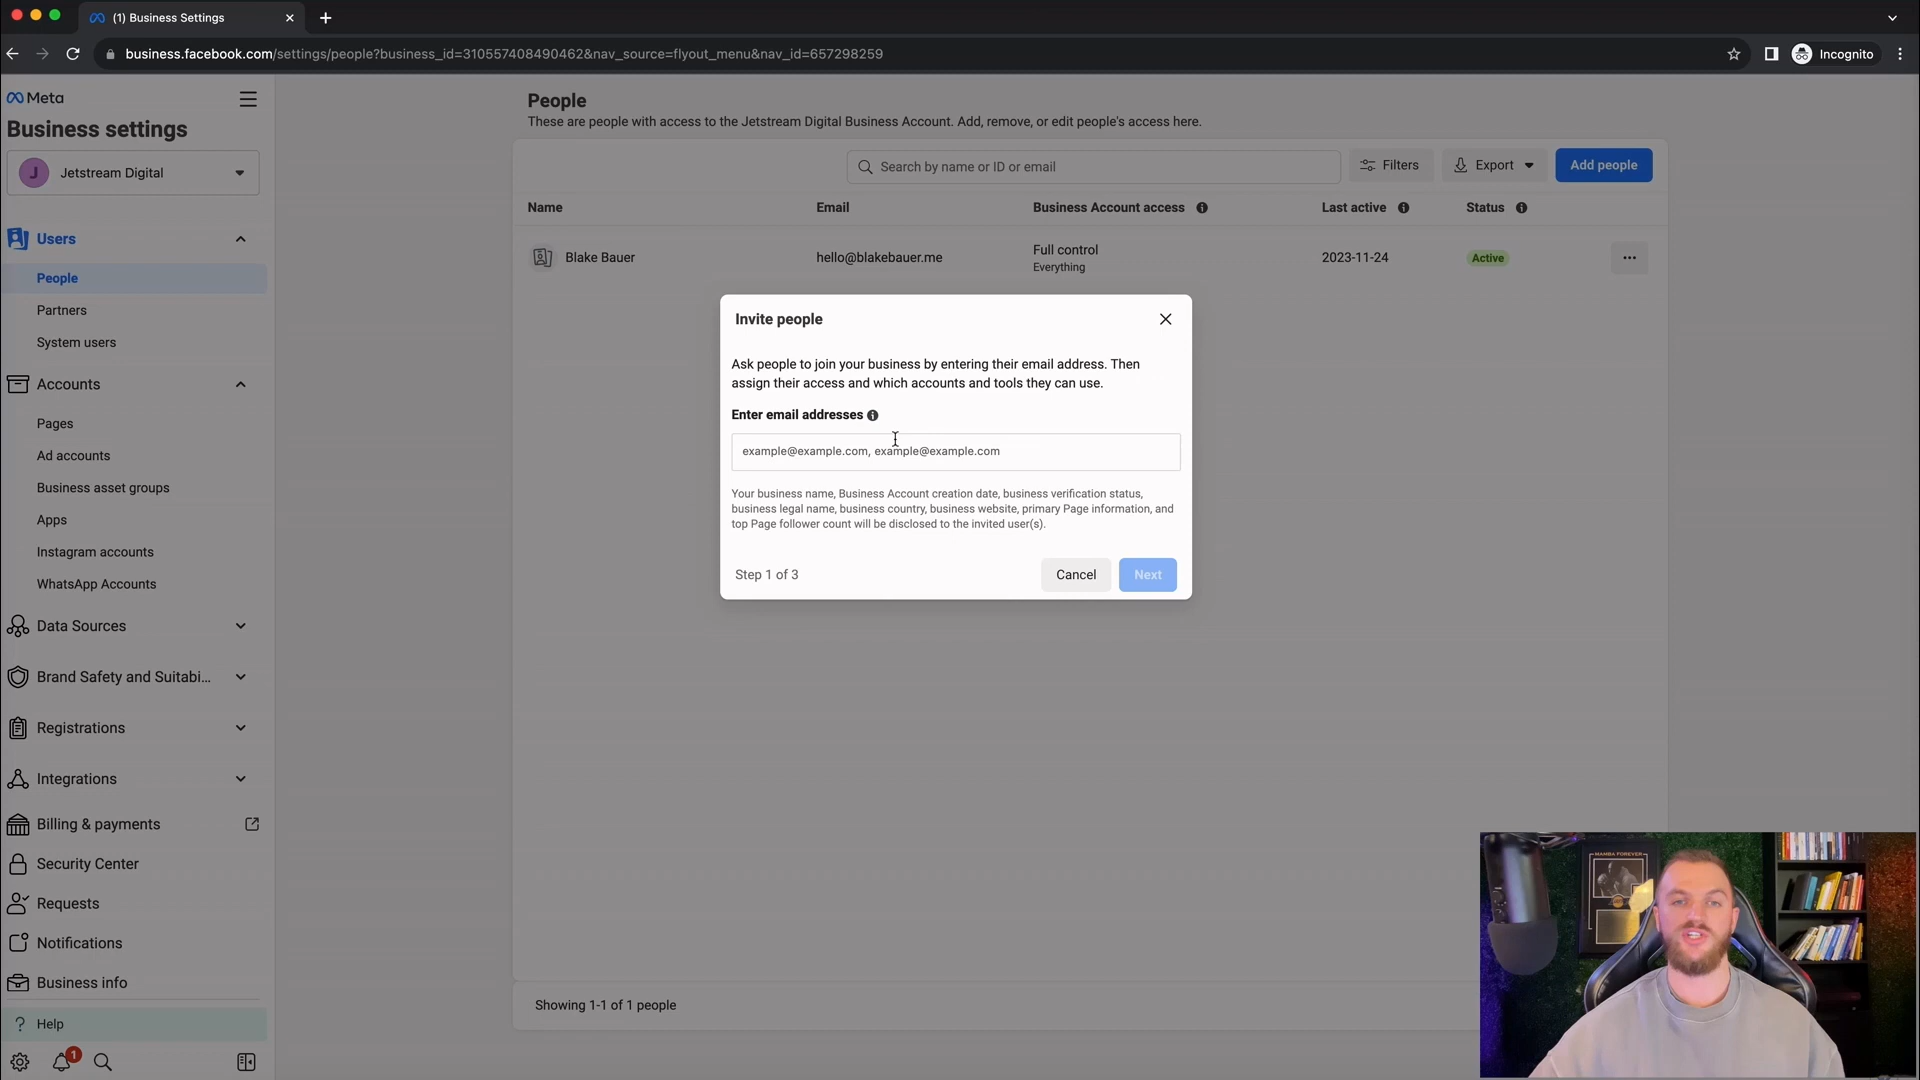 (1) Business Settings
business.facebook.com/settings/people?business_id=310557408490462&nav_source=flyout_menu&nav_id=657298259
Incognito
Meta
Business settings
J
Jetstream Digital
Users
People
Partners
System users
Accounts
Pages
Ad accounts
Business asset groups
Apps
Instagram accounts
WhatsApp Accounts
Data Sources
Brand Safety and Suitabi...
Registrations
Integrations
Billing & payments
Security Center
Requests
Notifications
Business info
? Help
1
People
These are people with access to the Jetstream Digital Business Account. Add, remove, or edit people's access here.
Search by name or ID or email
Filters
Export
Add people
Name Email Business Account access Last active Status
Blake Bauer hello@blakebauer.me Full control 2023-11-24 Active ...
Everything
Invite people
Ask people to join your business by entering their email address. Then
assign their access and which accounts and tools they can use.
Enter email addresses
example@example.com, example@example.com
Your business name, Business Account creation date, business verification status,
business legal name, business country, business website, primary Page information, and
top Page follower count will be disclosed to the invited user(s).
Step 1 of 3
Cancel
Next
Showing 1-1 of 1 people
MAMBA FOREVER